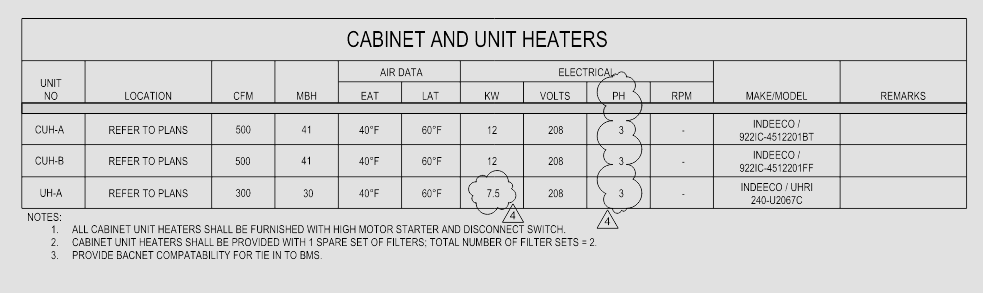 CABINET AND UNIT HEATERS
UNIT NO LOCATION CFM MBH AIR DATA ELECTRICAL MAKE/MODEL REMARKS
EAT LAT KW VOLTS PH RPM
CUH-A REFER TO PLANS 500 41 40°F 60°F 12 208 3 - INDEECO / 922IC-4512201BT
CUH-B REFER TO PLANS 500 41 40°F 60°F 12 208 3 - INDEECO / 922IC-4512201FF
UH-A REFER TO PLANS 300 30 40°F 60°F 7.5 208 3 - INDEECO / UHRI 240-U2067C
4 4
NOTES:
1. ALL CABINET UNIT HEATERS SHALL BE FURNISHED WITH HIGH MOTOR STARTER AND DISCONNECT SWITCH.
2. CABINET UNIT HEATERS SHALL BE PROVIDED WITH 1 SPARE SET OF FILTERS; TOTAL NUMBER OF FILTER SETS = 2.
3. PROVIDE BACNET COMPATABILITY FOR TIE IN TO BMS.